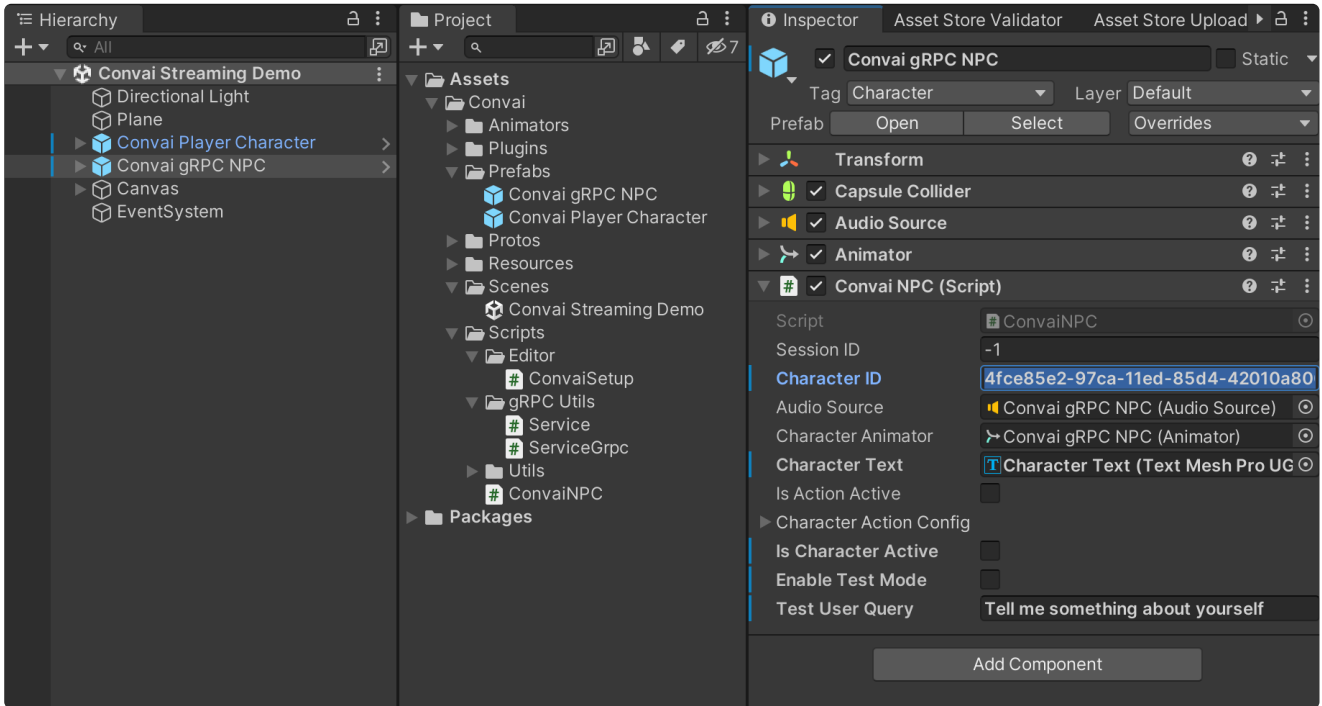 Hierarchy
All
Convai Streaming Demo
Directional Light
Plane
Convai Player Character
Convai gRPC NPC
Canvas
EventSystem
Project
7
Assets
Convai
Animators
Plugins
Prefabs
Convai gRPC NPC
Convai Player Character
Protos
Resources
Scenes
Convai Streaming Demo
Scripts
Editor
# ConvaiSetup
gRPC Utils
# Service
# ServiceGrpc
Utils
# ConvaiNPC
Packages
Inspector Asset Store Validator Asset Store Upload
Convai gRPC NPC Static
Tag Character Layer Default
Prefab Open Select Overrides
Transform
Capsule Collider
Audio Source
Animator
# Convai NPC (Script)
Script # ConvaiNPC
Session ID -1
Character ID 4fce85e2-97ca-11ed-85d4-42010a80
Audio Source Convai gRPC NPC (Audio Source)
Character Animator Convai gRPC NPC (Animator)
Character Text T Character Text (Text Mesh Pro UG
Is Action Active
Character Action Config
Is Character Active
Enable Test Mode
Test User Query Tell me something about yourself
Add Component